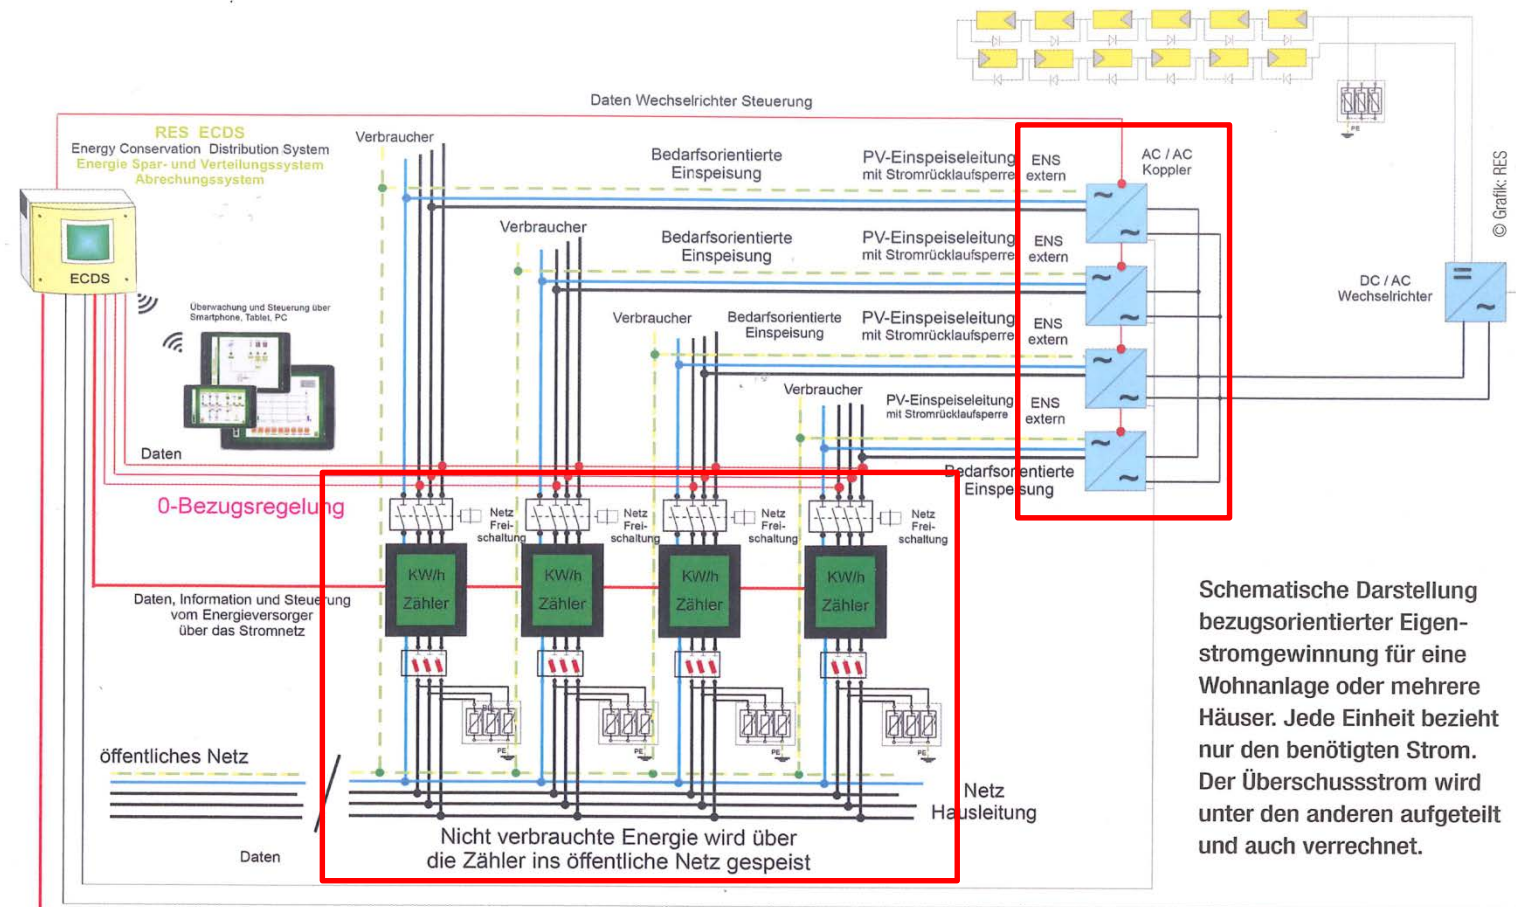 Daten Wechselrichter Steuerung
RES ECDS
Energy Conservation Distribution System
Energie Spar- und Verteilungssystem
Abrechungssystem
ECDS
Überwachung und Steuerung über
Smartphone, Tablet, PC
Daten
0-Bezugsregelung
Daten, Information und Steuerung
vom Energieversorger
über das Stromnetz
öffentliches Netz
Daten
Verbraucher
Bedarfsorientierte
Einspeisung
PV-Einspeiseleitung
mit Stromrücklaufsperre
ENS
extern
AC / AC
Koppler
Verbraucher
Bedarfsorientierte
Einspeisung
PV-Einspeiseleitung
mit Stromrücklaufsperre
ENS
extern
Verbraucher
Bedarfsorientierte
Einspeisung
PV-Einspeiseleitung
mit Stromrücklaufsperre
ENS
extern
Verbraucher
PV-Einspeiseleitung
mit Stromrücklaufsperre
ENS
extern
Bedarfsorientierte
Einspeisung
PE
DC / AC
Wechselrichter
© Grafik: RES
Netz
Frei-
schaltung
Netz
Frei-
schaltung
Netz
Frei-
schaltung
Netz
Frei-
schaltung
KW/h
Zähler
KW/h
Zähler
KW/h
Zähler
KW/h
Zähler
PE
PE
PE
PE
Netz
Hausleitung
Nicht verbrauchte Energie wird über
die Zähler ins öffentliche Netz gespeist
Schematische Darstellung
bezugsorientierter Eigen-
stromgewinnung für eine
Wohnanlage oder mehrere
Häuser. Jede Einheit bezieht
nur den benötigten Strom.
Der Überschussstrom wird
unter den anderen aufgeteilt
und auch verrechnet.